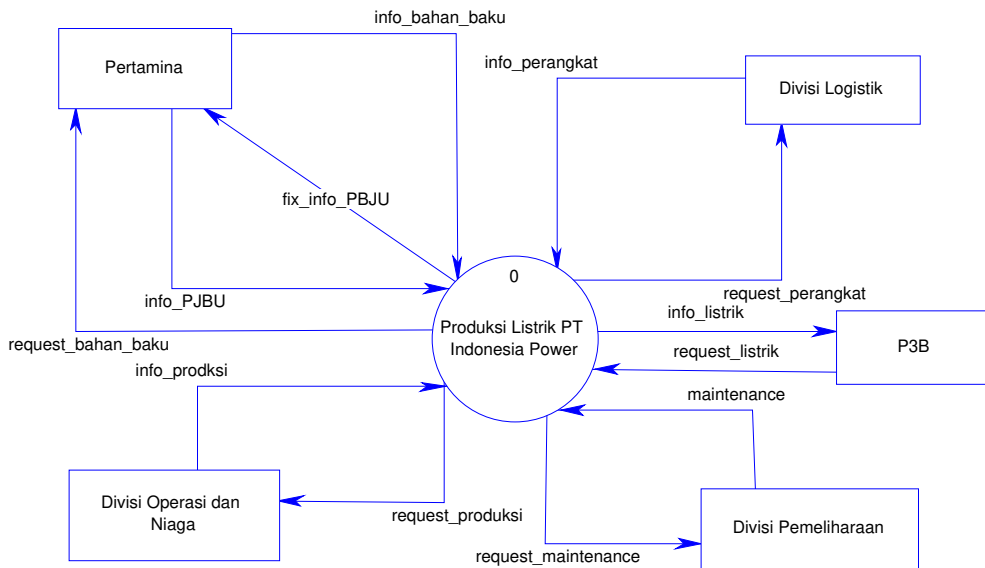 info_bahan_baku
Pertamina
info_perangkat
Divisi Logistik
fix_info_PBJU
0
info_PJBU
request_perangkat
info_listrik
Produksi Listrik PT
Indonesia Power
P3B
request_bahan_baku
request_listrik
info_prodksi
maintenance
Divisi Operasi dan
Niaga
request_produksi
Divisi Pemeliharaan
request_maintenance